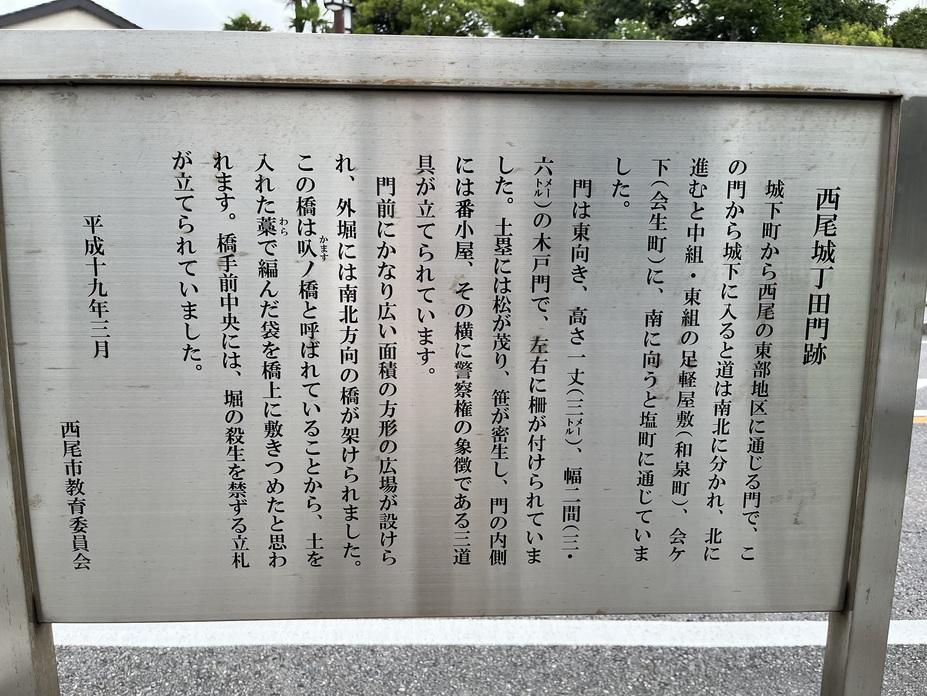 西尾城丁田門跡
城下町から西尾の東部地区に通じる門で、こ
の門から城下に入ると道は南北に分かれ、北に
進むと中組・東組の足軽屋敷(和泉町)、会ケ
下(会生町)に、南に向うと塩町に通じていま
した。
門は東向き、高さ一丈(三メートル)、幅二間(三・
六メートル)の木戸門で、左右に柵が付けられていま
した。土塁には松が茂り、笹が密生し、門の内側
には番小屋、その横に警察権の象徴である三道
具が立てられています。
門前にかなり広い面積の方形の広場が設けら
れ、外堀には南北方向の橋が架けられました。
この橋は叺ノ橋と呼ばれていることから、土を
入れた藁で編んだ袋を橋上に敷きつめたと思わ
れます。橋手前中央には、堀の殺生を禁ずる立札
が立てられていました。
平成十九年三月
西尾市教育委員会
かます
わら